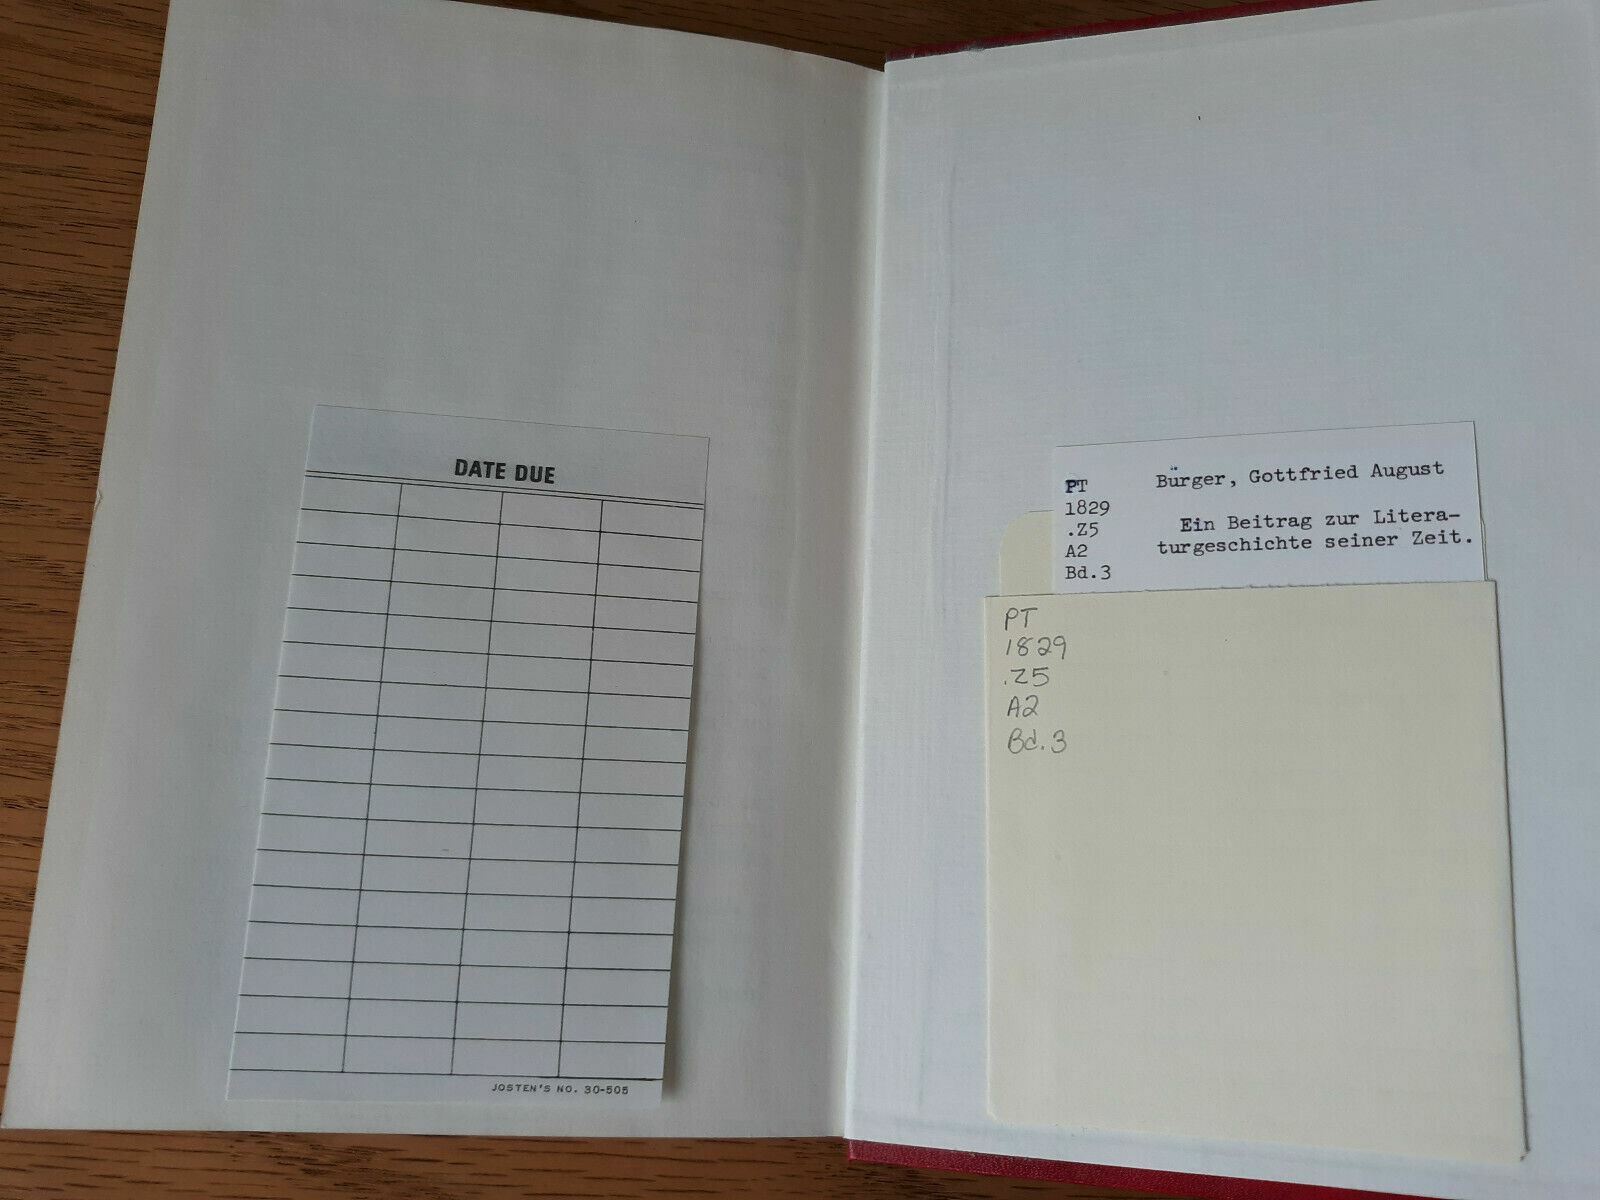 DATE DUE
JOSTEN'S NO. 30-505
PT
1829
.Z5
A2
Bd.3
Bürger, Gottfried August
Ein Beitrag zur Litera-
turgeschichte seiner Zeit.
PT
1829
.Z5
A2
Bd.3